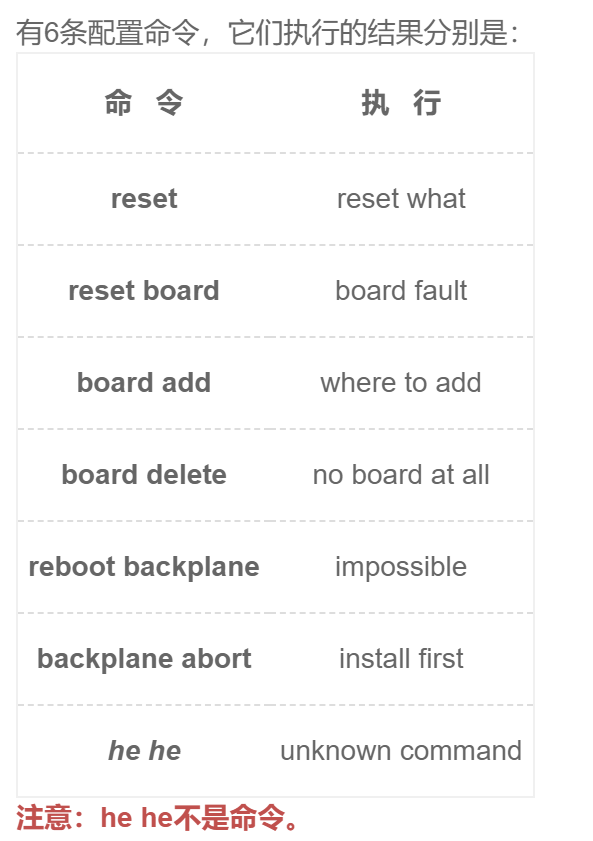 有6条配置命令，它们执行的结果分别是：
命 令 执 行
reset reset what
reset board board fault
board add where to add
board delete no board at all
reboot backplane impossible
backplane abort install first
he he unknown command
注意：he he不是命令。